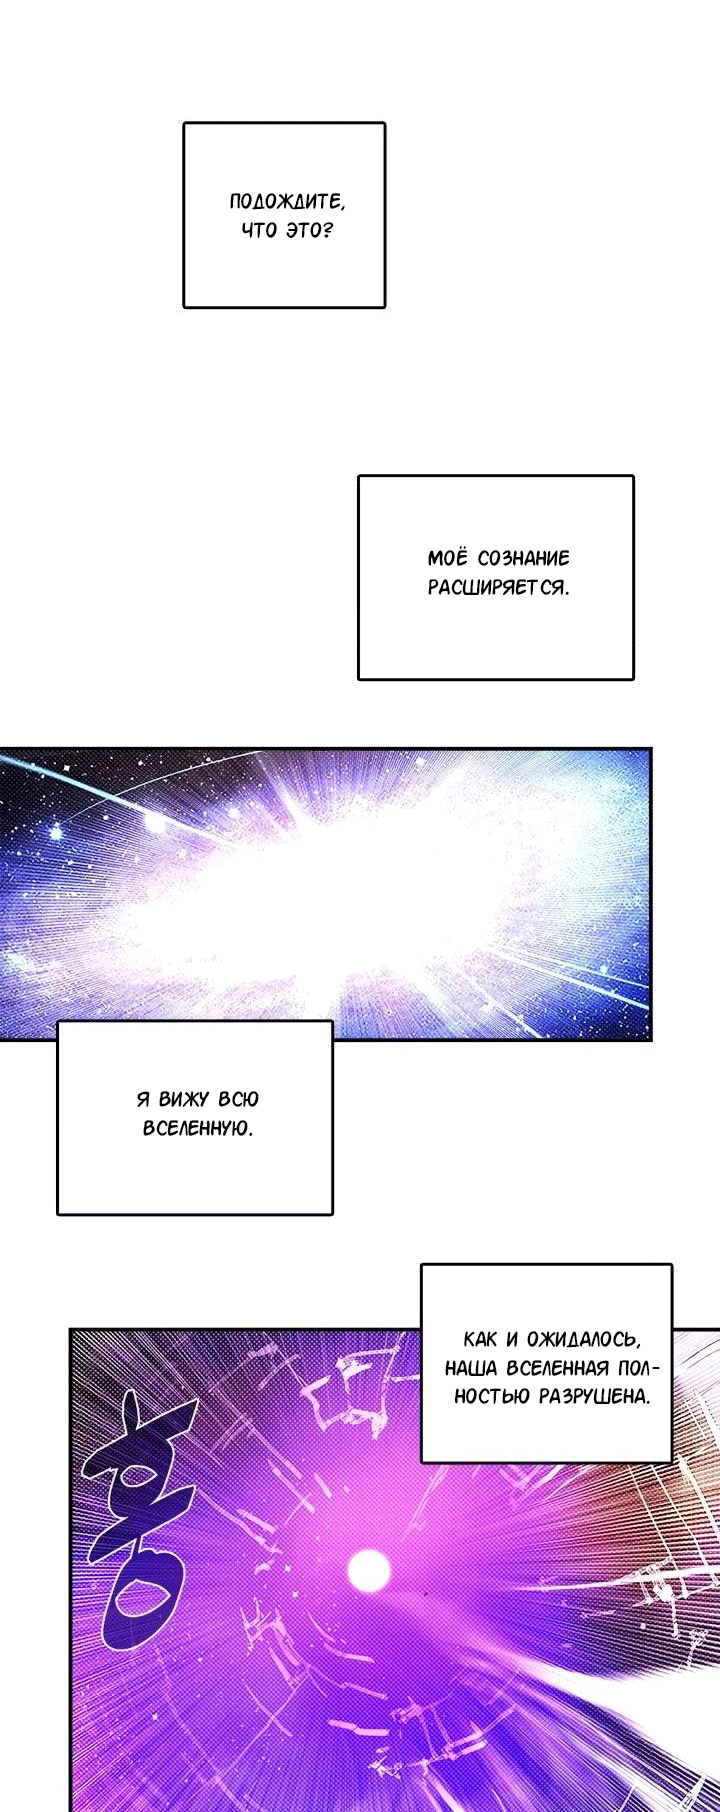 ПОДОЖДИТЕ,
ЧТО ЭТО?
МОЁ СОЗНАНИЕ
РАСШИРЯЕТСЯ.
Я ВИЖУ ВСЮ
ВСЕЛЕННУЮ.
КАК И ОЖИДАЛОСЬ,
НАША ВСЕЛЕННАЯ ПОЛ-
НОСТЬЮ РАЗРУШЕНА.